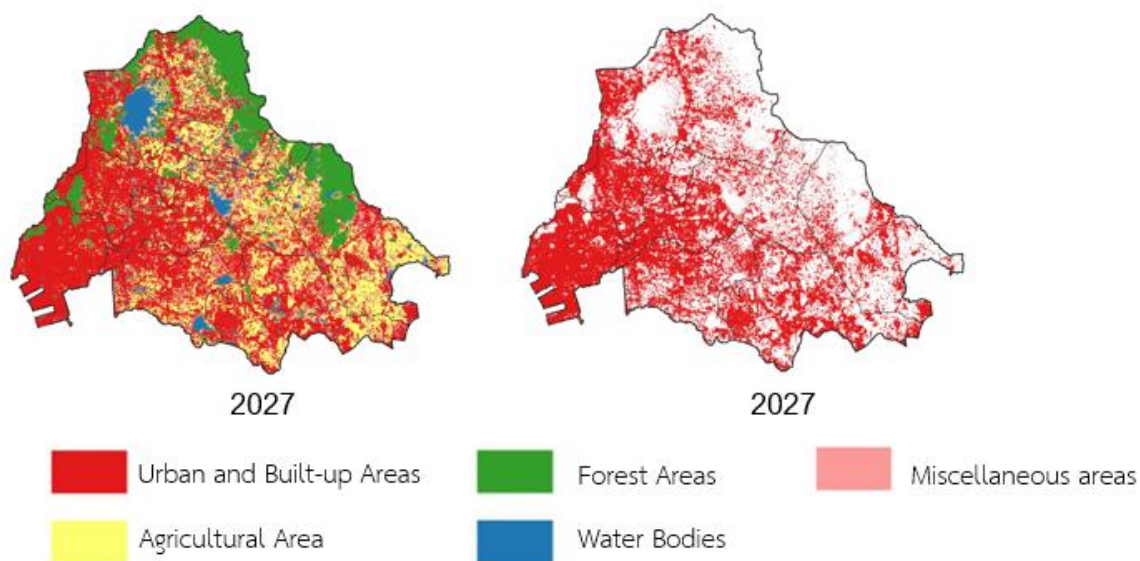 2027 2027
Urban and Built-up Areas Forest Areas Miscellaneous areas
Agricultural Area Water Bodies